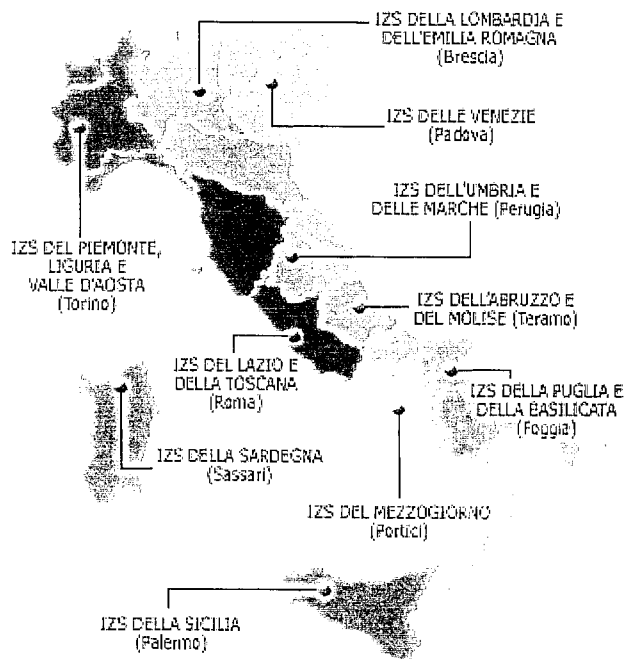 IZS DELLA LOMBARDIA E
DELL'EMILIA ROMAGNA
(Brescia)
IZS DELLE VENEZIE
(Padova)
IZS DELL'UMBRIA E
DELLE MARCHE (Perugia)
IZS DEL PIEMONTE,
LIGURIA E
VALLE D'AOSTA
(Torino)
IZS DELL'ABRUZZO E
DEL MOLISE (Teramo)
IZS DEL LAZIO E
DELLA TOSCANA
(Roma)
IZS DELLA PUGLIA E
DELLA BASILICATA
(Foggia)
IZS DELLA SARDEGNA
(Sassari)
IZS DEL MEZZOGIORNO
(Portici)
IZS DELLA SICILIA
(Palermo)